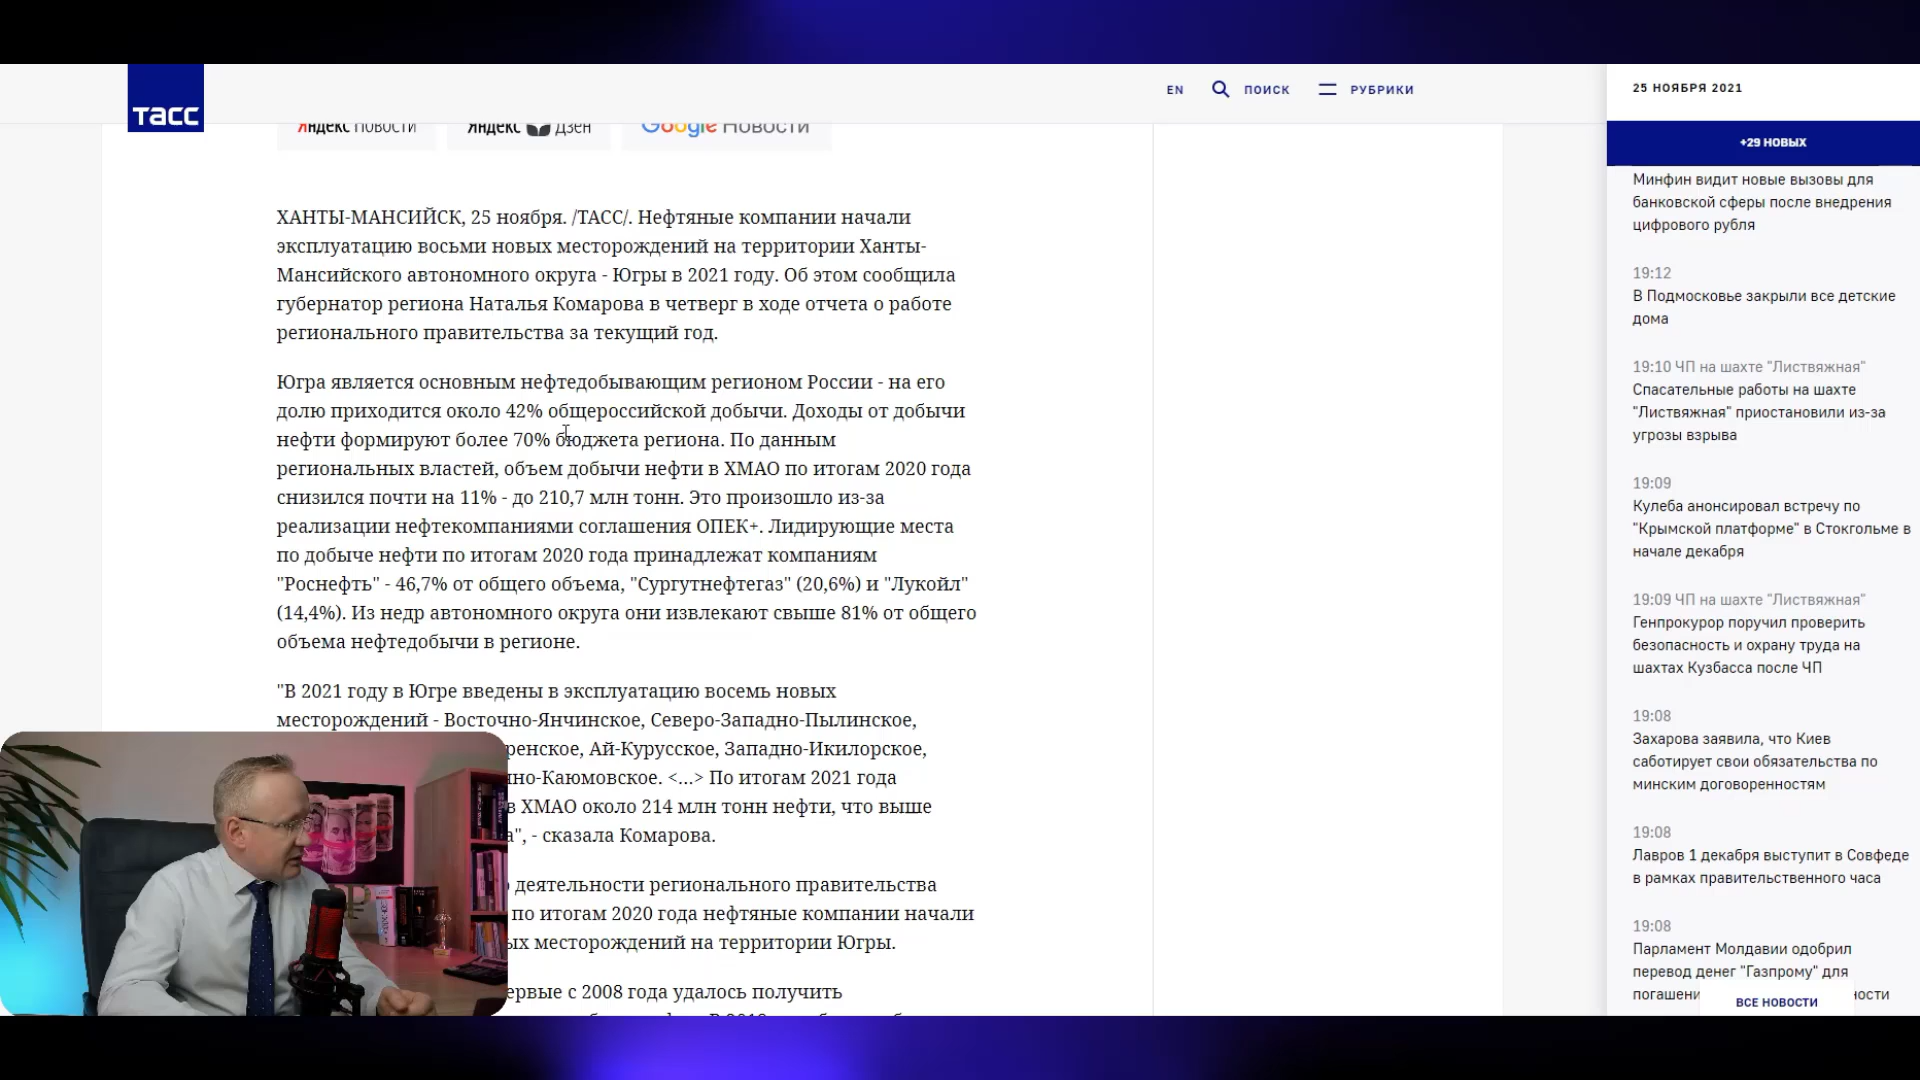 тасс
EN
ПОИСК
РУБРИКИ
Яндекс НОВОСТИ
Яндекс Дзен
Google Новости
ХАНТЫ-МАНСИЙСК, 25 ноября. /ТАСС/. Нефтяные компании начали
эксплуатацию восьми новых месторождений на территории Ханты-
Мансийского автономного округа - Югры в 2021 году. Об этом сообщила
губернатор региона Наталья Комарова в четверг в ходе отчета о работе
регионального правительства за текущий год.
Югра является основным нефтедобывающим регионом России - на его
долю приходится около 42% общероссийской добычи. Доходы от добычи
нефти формируют более 70% бюджета региона. По данным
региональных властей, объем добычи нефти в ХМАО по итогам 2020 года
снизился почти на 11% - до 210,7 млн тонн. Это произошло из-за
реализации нефтекомпаниями соглашения ОПЕК+. Лидирующие места
по добыче нефти по итогам 2020 года принадлежат компаниям
"Роснефть" - 46,7% от общего объема, "Сургутнефтегаз" (20,6%) и "Лукойл"
(14,4%). Из недр автономного округа они извлекают свыше 81% от общего
объема нефтедобычи в регионе.
"В 2021 году в Югре введены в эксплуатацию восемь новых
месторождений - Восточно-Янчинское, Северо-Западно-Пылинское,
ренское, Ай-Курусское, Западно-Икилорское,
но-Каюмовское. <...> По итогам 2021 года
в ХМАО около 214 млн тонн нефти, что выше
а", - сказала Комарова.
деятельности регионального правительства
по итогам 2020 года нефтяные компании начали
ых месторождений на территории Югры.
ервые с 2008 года удалось получить
25 НОЯБРЯ 2021
+29 НОВЫХ
Минфин видит новые вызовы для
банковской сферы после внедрения
цифрового рубля
19:12
В Подмосковье закрыли все детские
дома
19:10 ЧП на шахте "Листвяжная"
Спасательные работы на шахте
"Листвяжная" приостановили из-за
угрозы взрыва
19:09
Кулеба анонсировал встречу по
"Крымской платформе" в Стокгольме в
начале декабря
19:09 ЧП на шахте "Листвяжная"
Генпрокурор поручил проверить
безопасность и охрану труда на
шахтах Кузбасса после ЧП
19:08
Захарова заявила, что Киев
саботирует свои обязательства по
минским договоренностям
19:08
Лавров 1 декабря выступит в Совфеде
в рамках правительственного часа
19:08
Парламент Молдавии одобрил
перевод денег "Газпрому" для
погашени ности
ВСЕ НОВОСТИ